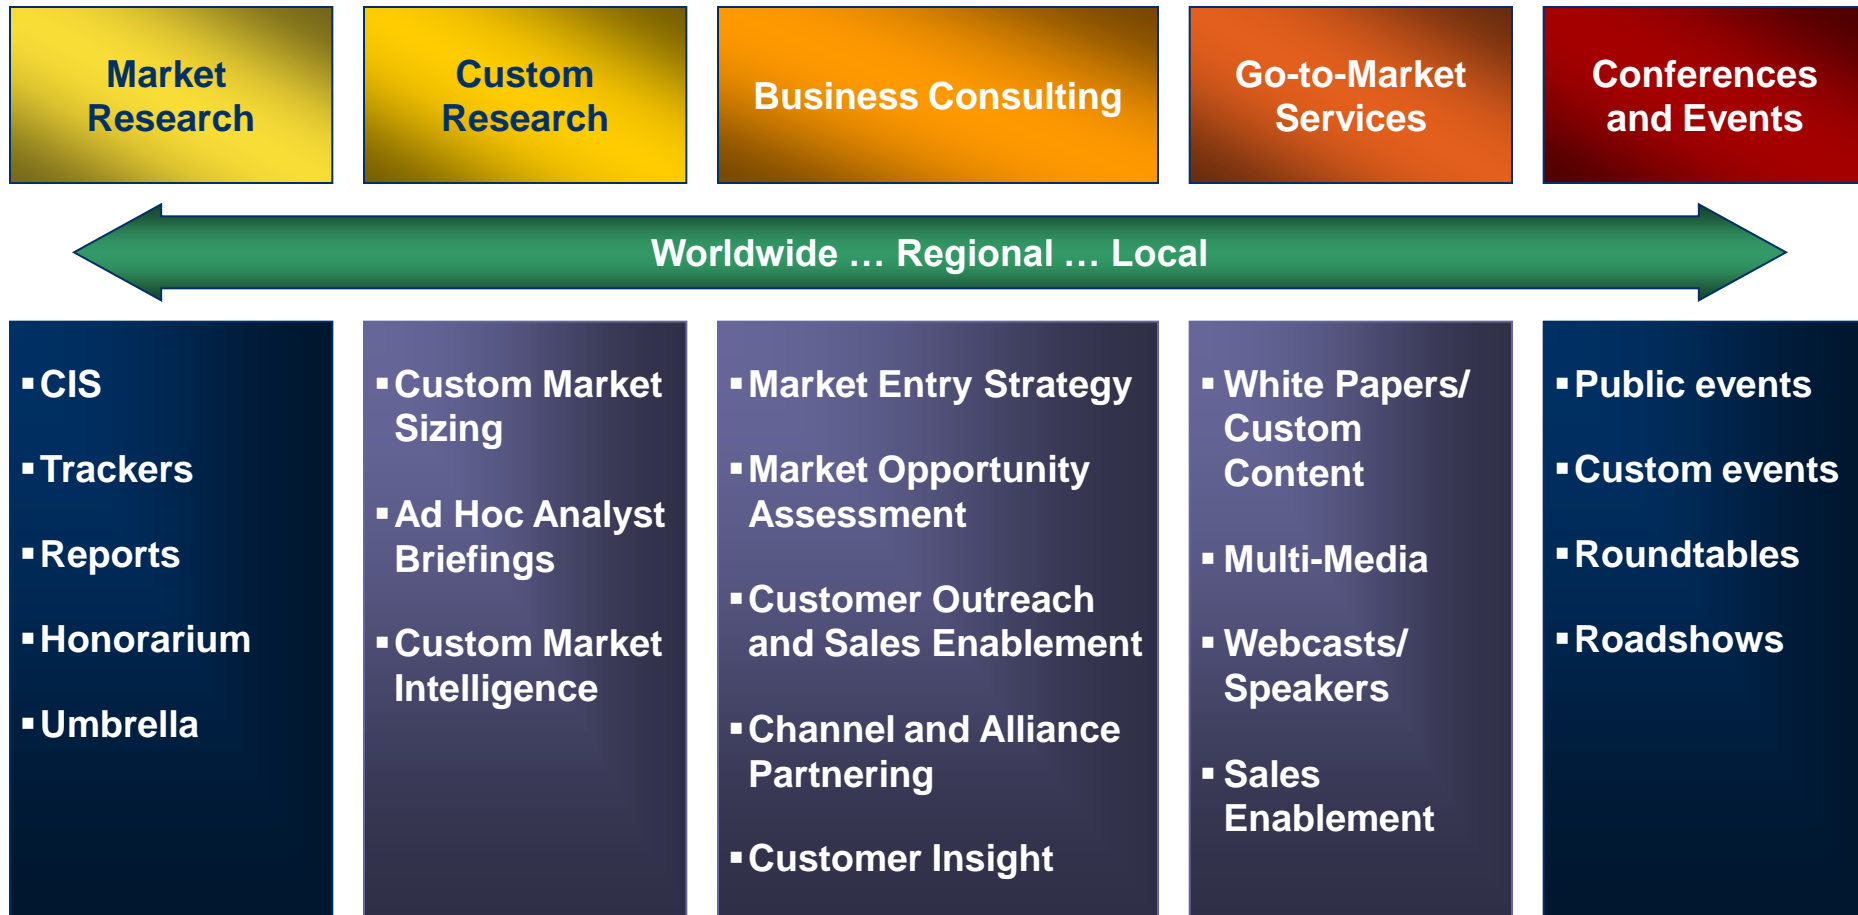 Market
Research
Custom
Research
Business Consulting
Go-to-Market
Services
Conferences
and Events
Worldwide … Regional … Local
▪CIS
▪Trackers
▪Reports
▪Honorarium
▪Umbrella
▪Custom Market
Sizing
▪Ad Hoc Analyst
Briefings
▪Custom Market
Intelligence
▪Market Entry Strategy
▪Market Opportunity
Assessment
▪Customer Outreach
and Sales Enablement
▪Channel and Alliance
Partnering
▪Customer Insight
▪ White Papers/
Custom
Content
▪ Multi-Media
▪ Webcasts/
Speakers
▪ Sales
Enablement
▪Public events
▪Custom events
▪Roundtables
▪Roadshows